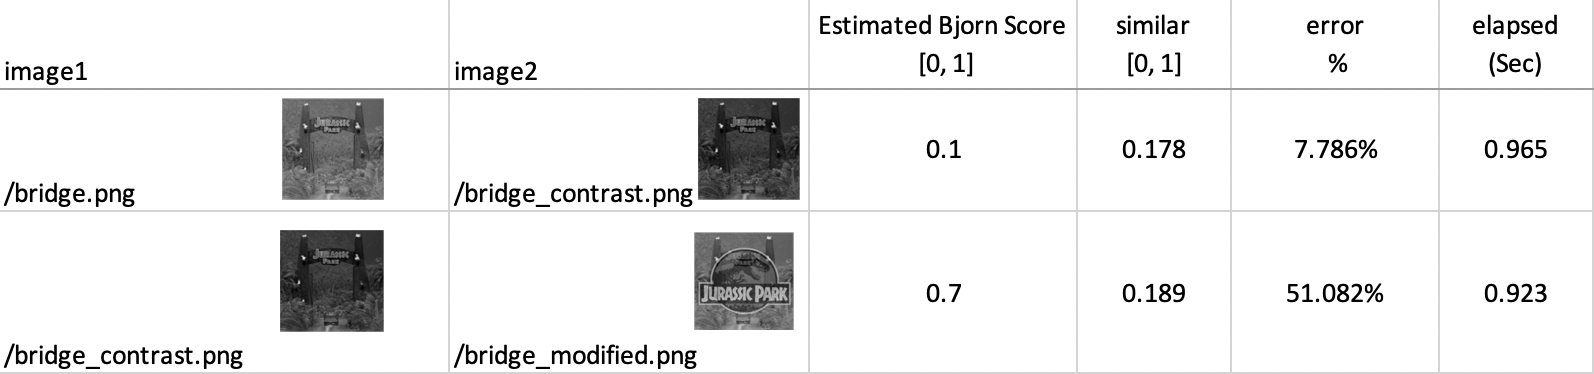 image1 image2 Estimated Bjorn Score [0, 1] similar [0, 1] error % elapsed (Sec)
JURASSIC PARK
JURASSIC PARK
/bridge.png /bridge_contrast.png 0.1 0.178 7.786% 0.965
JURASSIC PARK
JURASSIC PARK
/bridge_contrast.png /bridge_modified.png 0.7 0.189 51.082% 0.923